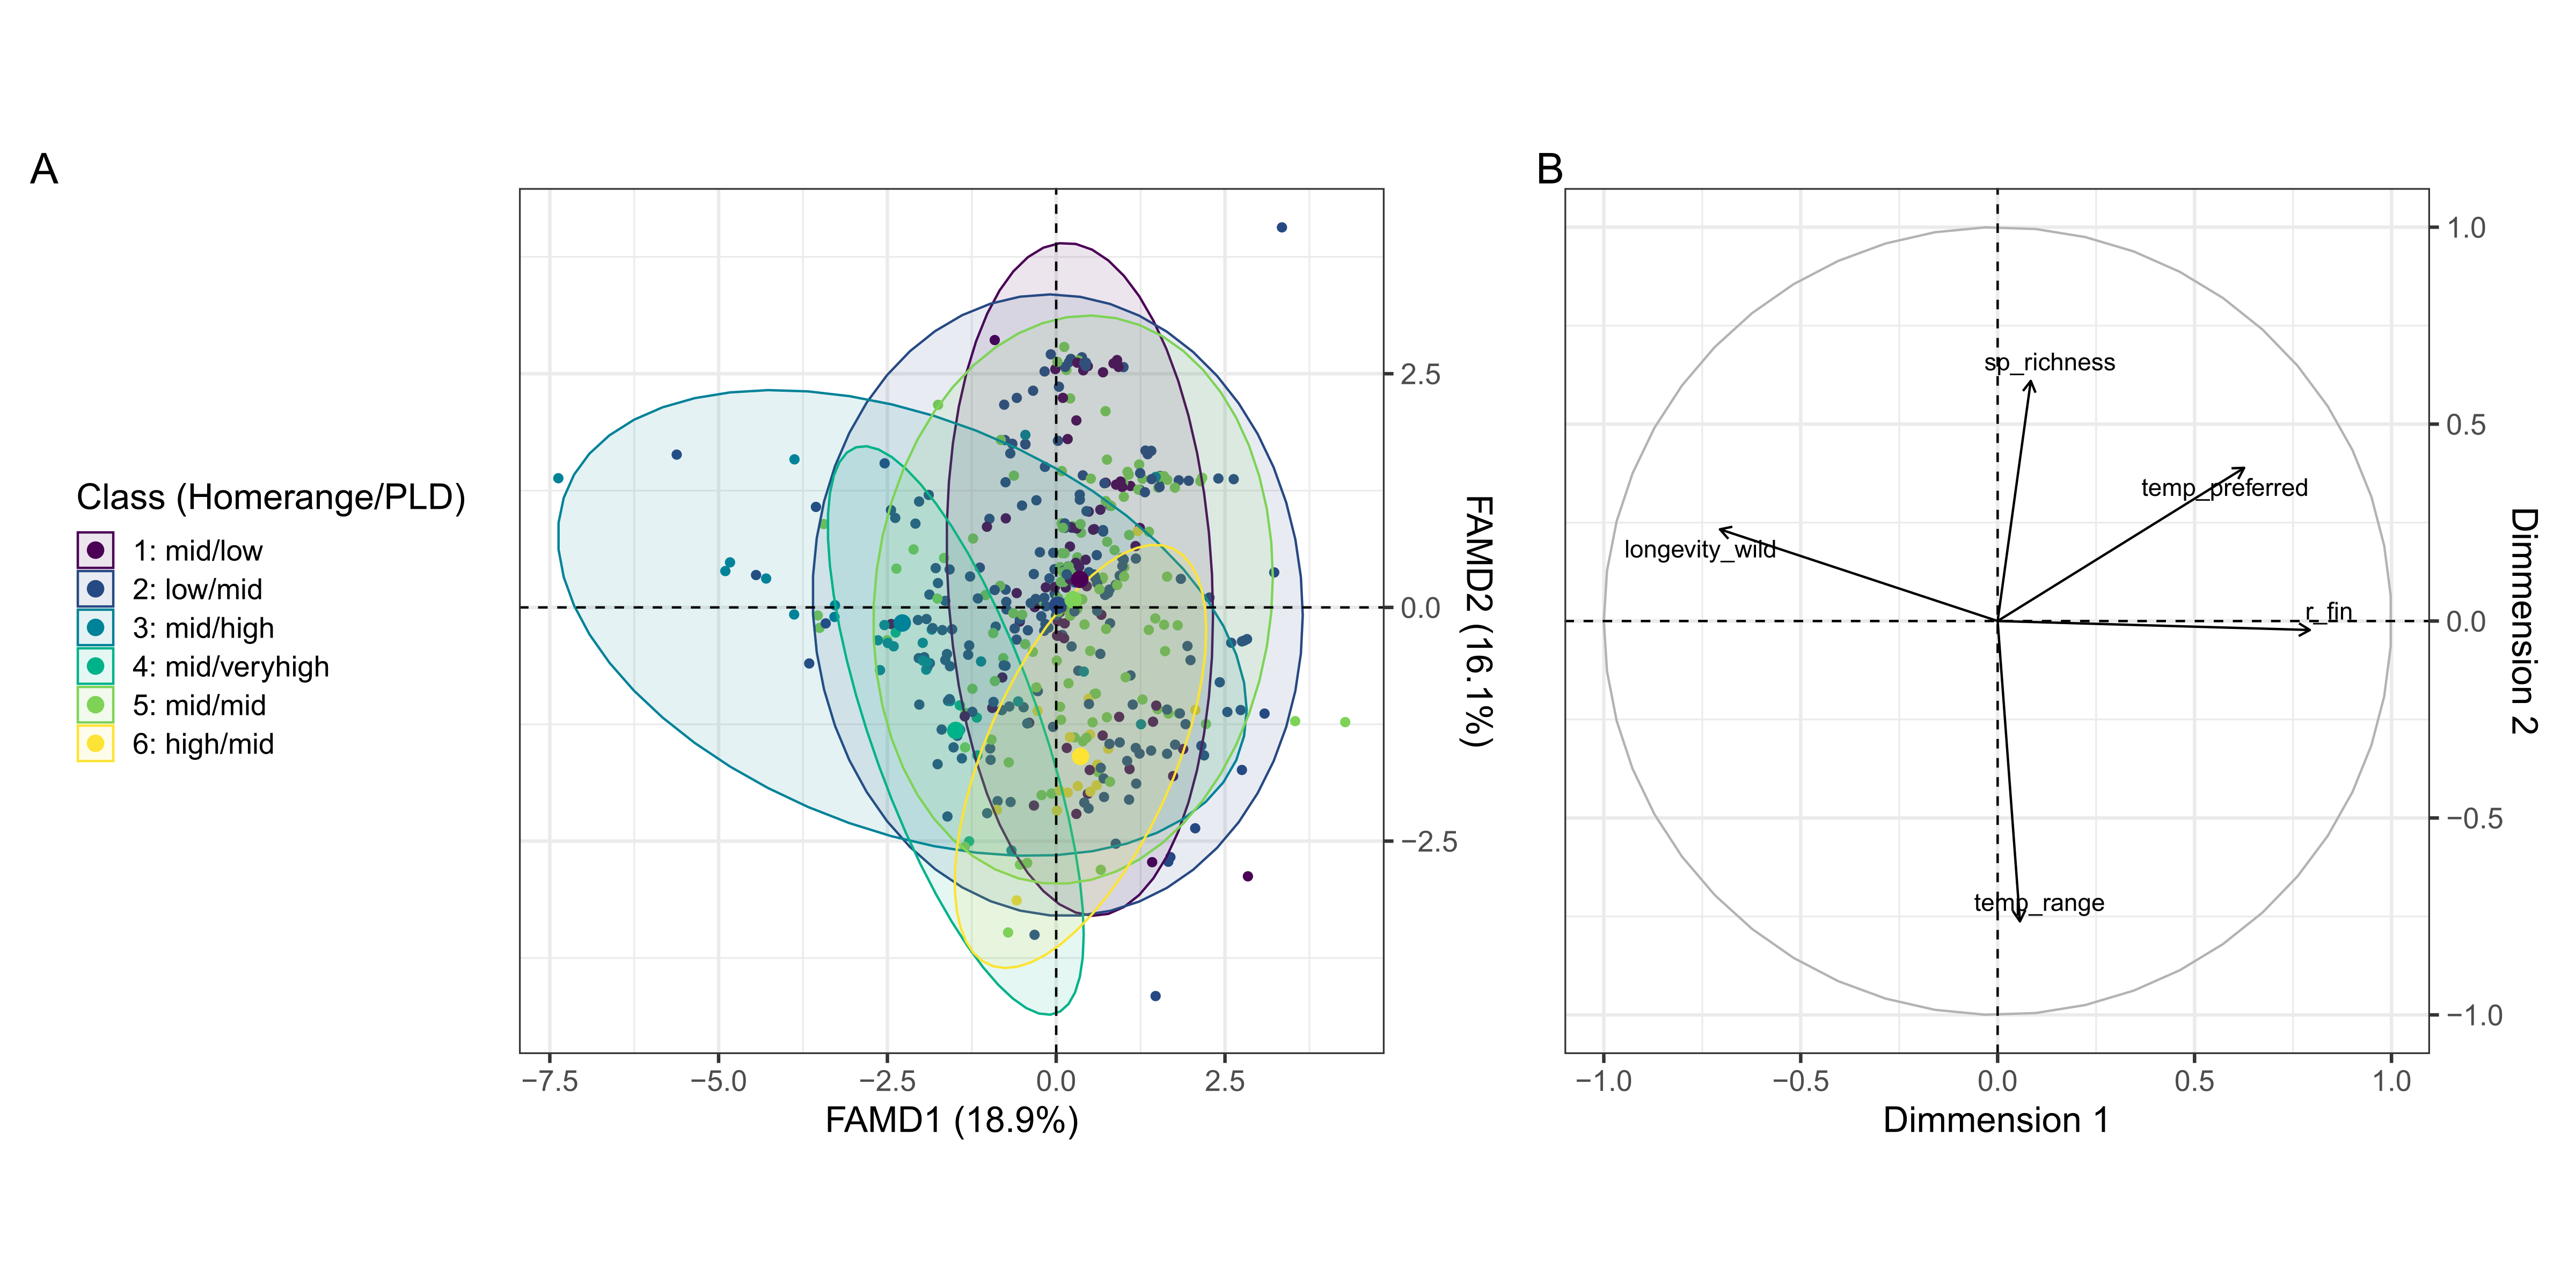 A
Class (Homerange/PLD)
1: mid/low
2: low/mid
3: mid/high
4: mid/veryhigh
5: mid/mid
6: high/mid
2.5
0.0
−2.5
FAMD2 (16.1%)
−7.5
−5.0
−2.5
0.0
2.5
FAMD1 (18.9%)
B
sp_richness
temp_preferred
longevity_wild
r_fin
temp_range
1.0
0.5
0.0
−0.5
−1.0
Dimmension 2
−1.0
−0.5
0.0
0.5
1.0
Dimmension 1